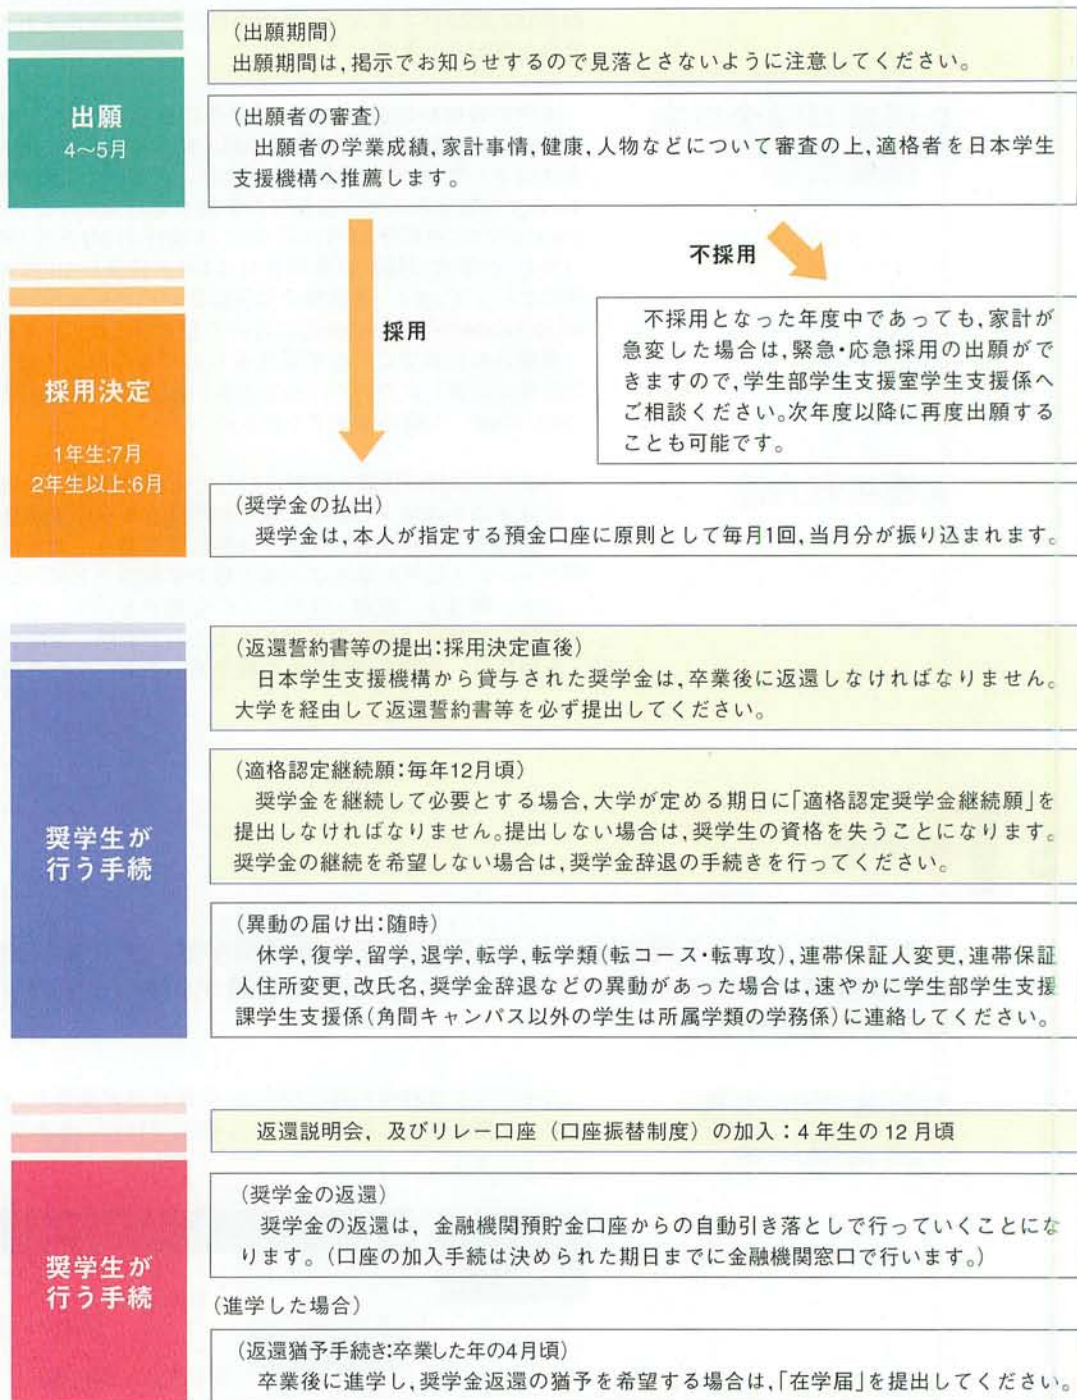 出願
4〜5月
(出願期間)
出願期間は,掲示でお知らせするので見落とさないように注意してください。
(出願者の審査)
出願者の学業成績,家計事情,健康,人物などについて審査の上,適格者を日本学生
支援機構へ推薦します。
採用
不採用
不採用となった年度中であっても,家計が
急変した場合は,緊急・応急採用の出願がで
きますので,学生部学生支援室学生支援係へ
ご相談ください。次年度以降に再度出願する
ことも可能です。
採用決定
1年生:7月
2年生以上:6月
(奨学金の払出)
奨学金は,本人が指定する預金口座に原則として毎月1回,当月分が振り込まれます。
奨学生が
行う手続
(返還誓約書等の提出:採用決定直後)
日本学生支援機構から貸与された奨学金は,卒業後に返還しなければなりません。
大学を経由して返還誓約書等を必ず提出してください。
(適格認定継続願:毎年12月頃)
奨学金を継続して必要とする場合,大学が定める期日に「適格認定奨学金継続願」を
提出しなければなりません。提出しない場合は,奨学生の資格を失うことになります。
奨学金の継続を希望しない場合は,奨学金辞退の手続きを行ってください。
(異動の届け出:随時)
休学,復学,留学,退学,転学,転学類(転コース・転専攻),連帯保証人変更,連帯保証
人住所変更,改氏名,奨学金辞退などの異動があった場合は,速やかに学生部学生支援
課学生支援係(角間キャンパス以外の学生は所属学類の学務係)に連絡してください。
奨学生が
行う手続
返還説明会,及びリレー口座(口座振替制度)の加入:4年生の12月頃
(奨学金の返還)
奨学金の返還は,金融機関預貯金口座からの自動引き落としで行っていくことにな
ります。(口座の加入手続は決められた期日までに金融機関窓口で行います。)
(進学した場合)
(返還猶予手続き:卒業した年の4月頃)
卒業後に進学し,奨学金返還の猶予を希望する場合は,「在学届」を提出してください。